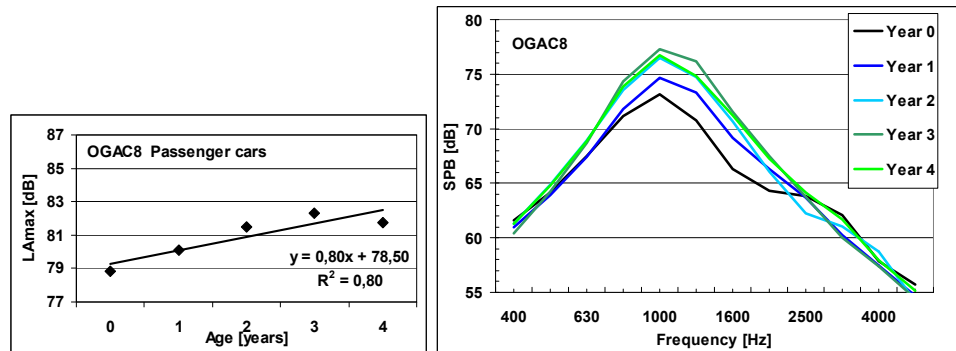 OGAC8 Passenger cars
87
85
83
81
79
77
LAmax [dB]
y = 0,80x + 78,50
R² = 0,80
0 1 2 3 4
Age [years]
OGAC8
80
75
70
65
60
55
SPB [dB]
400 630 1000 1600 2500 4000
Frequency [Hz]
Year 0
Year 1
Year 2
Year 3
Year 4